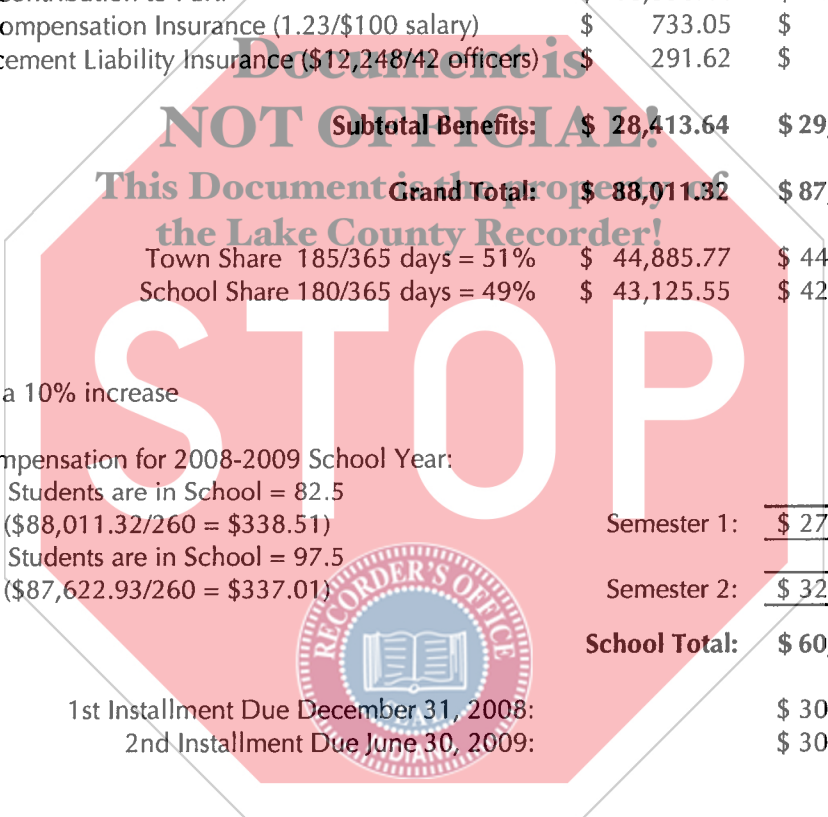 ompensation Insurance (1.23/$100 salary) $ 733.05 $
cement Liability Insurance ($12,248/42 officers) $ 291.62 $
Document is
NOT OFFICIAL!
Subtotal Benefits: $ 28,413.64 $ 29,
This Document is the property of
Grand Total: $ 88,011.32 $ 87,
the Lake County Recorder!
Town Share 185/365 days = 51% $ 44,885.77 $ 44
School Share 180/365 days = 49% $ 43,125.55 $ 42
STOP
a 10% increase
mpensation for 2008-2009 School Year:
Students are in School = 82.5
($88,011.32/260 = $338.51) Semester 1: $ 27
Students are in School = 97.5
($87,622.93/260 = $337.01) Semester 2: $ 32
RECORDER'S OFFICE
School Total: $ 60,
SEAL
1st Installment Due December 31, 2008: $ 30
2nd Installment Due June 30, 2009: $ 30
INDIANA